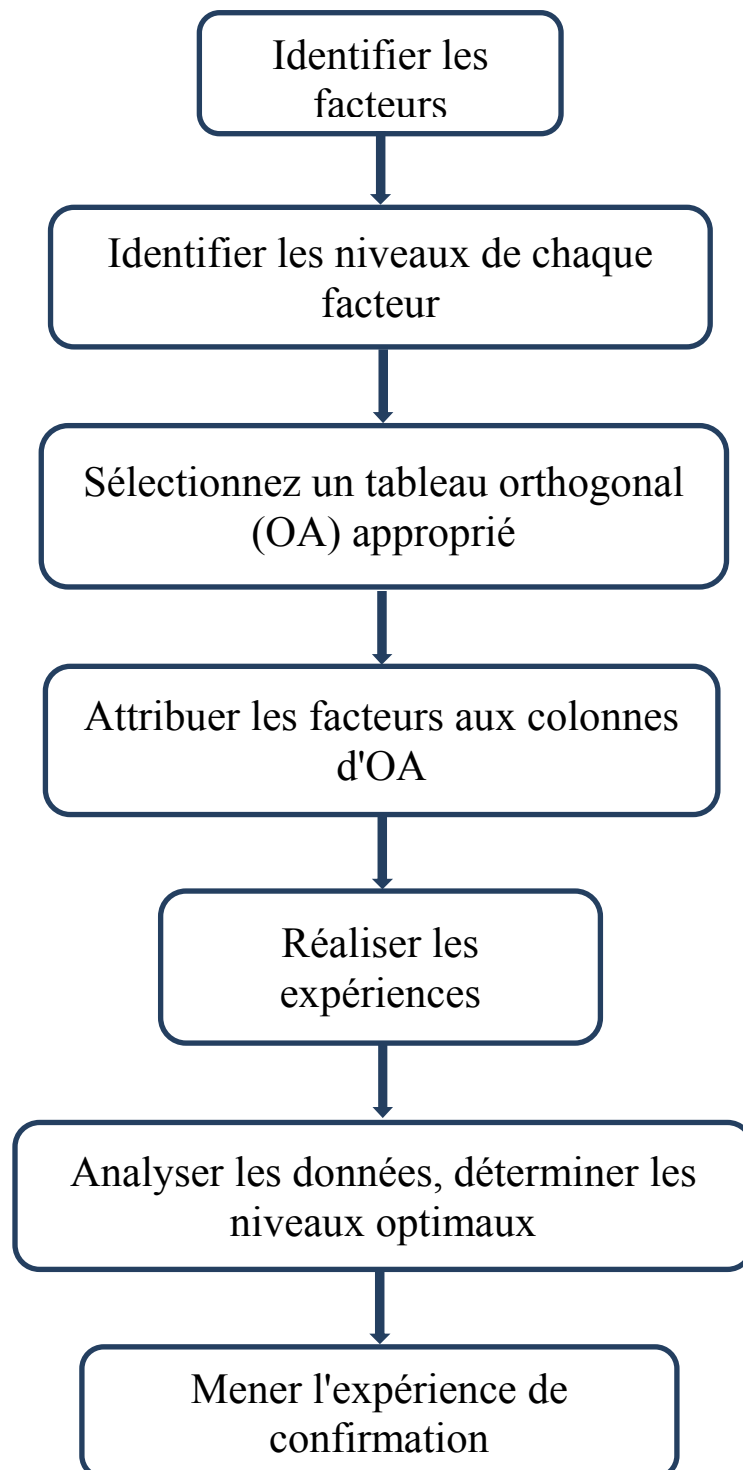 Identifier les
facteurs
Identifier les niveaux de chaque
facteur
Sélectionnez un tableau orthogonal
(OA) approprié
Attribuer les facteurs aux colonnes
d'OA
Réaliser les
expériences
Analyser les données, déterminer les
niveaux optimaux
Mener l'expérience de
confirmation